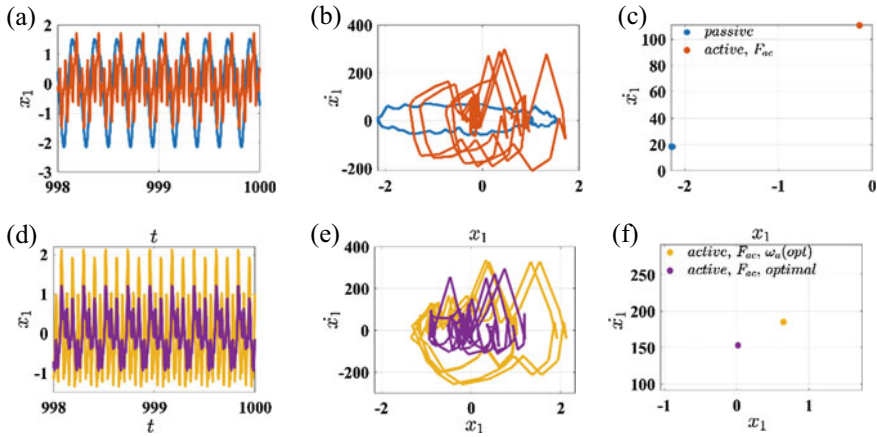 (a)
2
1
0
-1
-2
-3
x₁
998
999
1000
t
(b)
400
200
0
-200
ẋ₁
-2
0
2
x₁
(c)
passive
active, Fₐc
100
80
60
40
20
0
ẋ₁
-2
-1
0
x₁
(d)
2
1
0
-1
x₁
998
999
1000
t
(e)
400
200
0
-200
ẋ₁
-2
-1
0
1
2
x₁
(f)
active, Fₐc, ωₐ(opt)
active, Fₐc, optimal
250
200
150
100
ẋ₁
-1
0
1
x₁